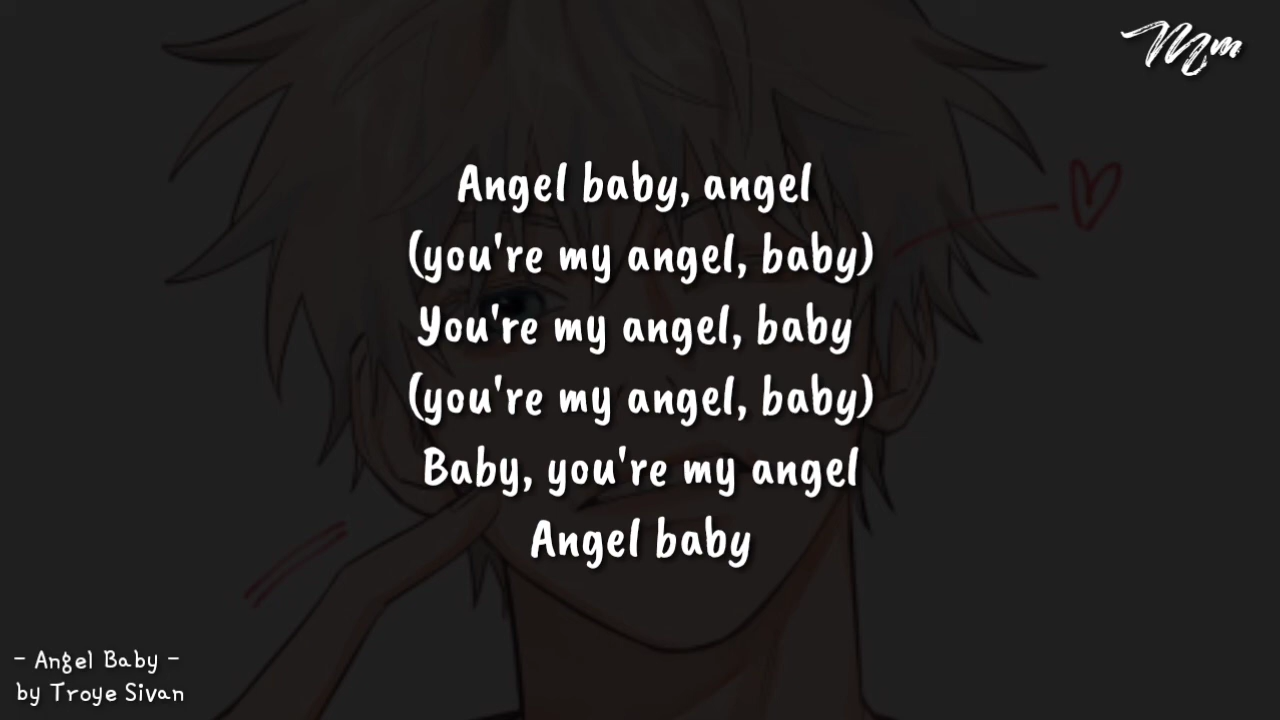 Mm
Angel baby, angel
(you're my angel, baby)
You're my angel, baby
(you're my angel, baby)
Baby, you're my angel
Angel baby
- Angel Baby -
by Troye Sivan